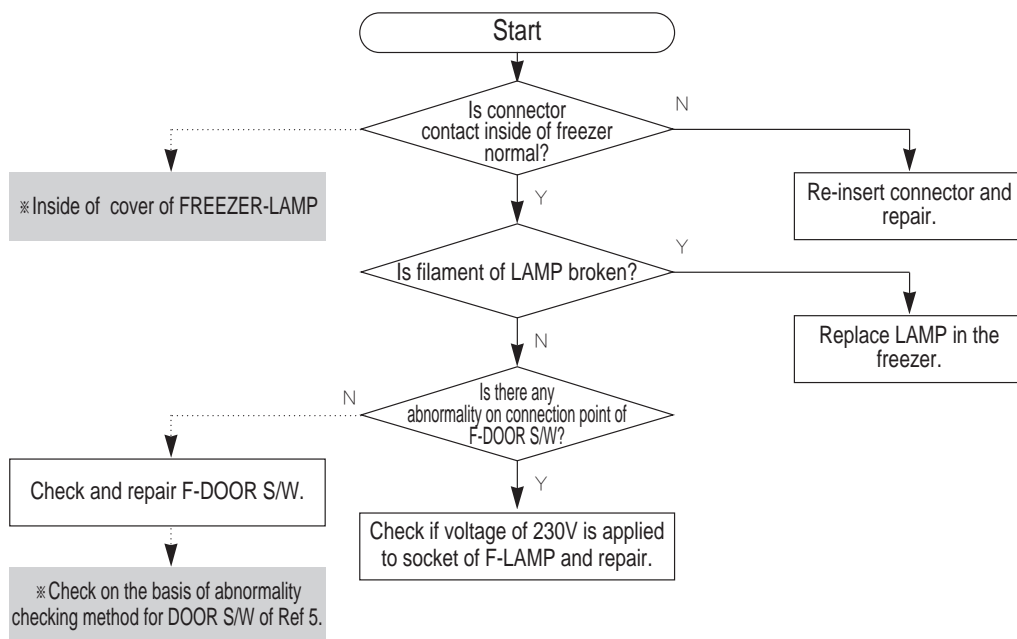 Start
Is connector
contact inside of freezer
normal?
N
※Inside of cover of FREEZER-LAMP
Re-insert connector and
repair.
Y
Is filament of LAMP broken?
Y
Replace LAMP in the
freezer.
N
Is there any
abnormality on connection point of
F-DOOR S/W?
N
Check and repair F-DOOR S/W.
Y
Check if voltage of 230V is applied
to socket of F-LAMP and repair.
※Check on the basis of abnormality
checking method for DOOR S/W of Ref 5.